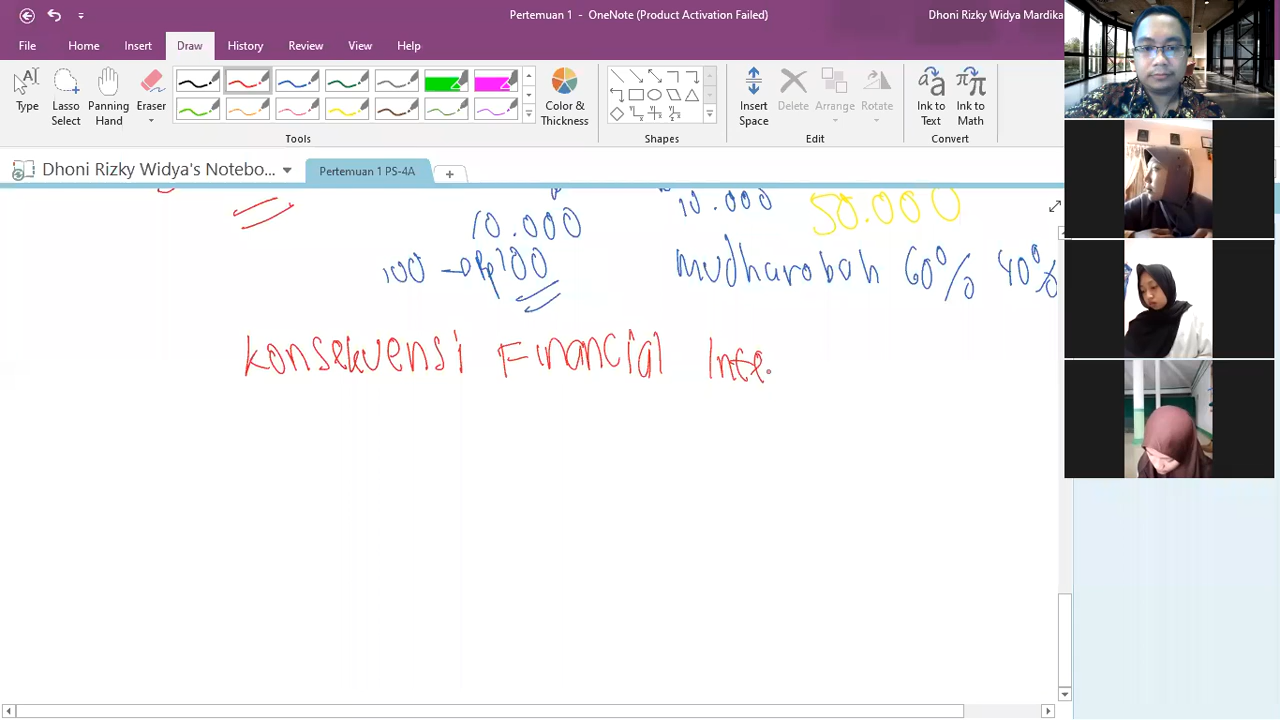 Pertemuan 1 - OneNote (Product Activation Failed)
Dhoni Rizky Widya Mardika
File Home Insert Draw History Review View Help
Type
Lasso Select
Panning Hand
Eraser
Color & Thickness
Insert Space
Delete
Arrange
Rotate
Ink to Text
Ink to Math
Tools
Shapes
Edit
Convert
Dhoni Rizky Widya's Notebo...
Pertemuan 1 PS-4A
10.000
10.000
50.000
100 → Rp 100
mudharobah 60% 40%
Konsekuensi Financial Inte.